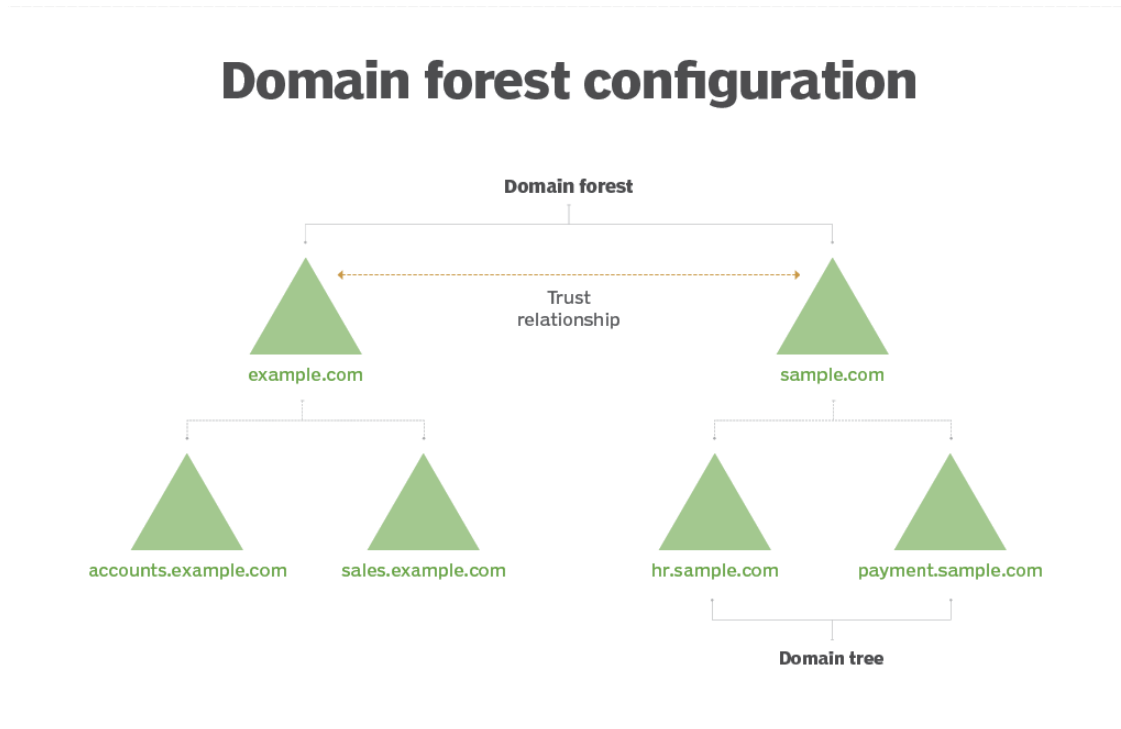 Domain forest configuration
Domain forest
Trust
relationship
example.com
sample.com
accounts.example.com
sales.example.com
hr.sample.com
payment.sample.com
Domain tree